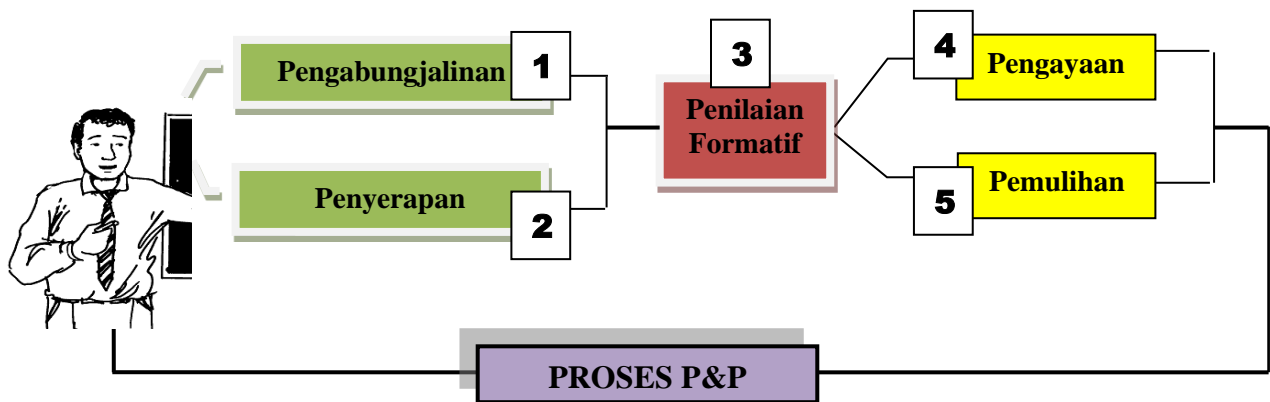 Pengabungjalinan
1
Penyerapan
2
3
Penilaian
Formatif
4
Pengayaan
5
Pemulihan
PROSES P&P